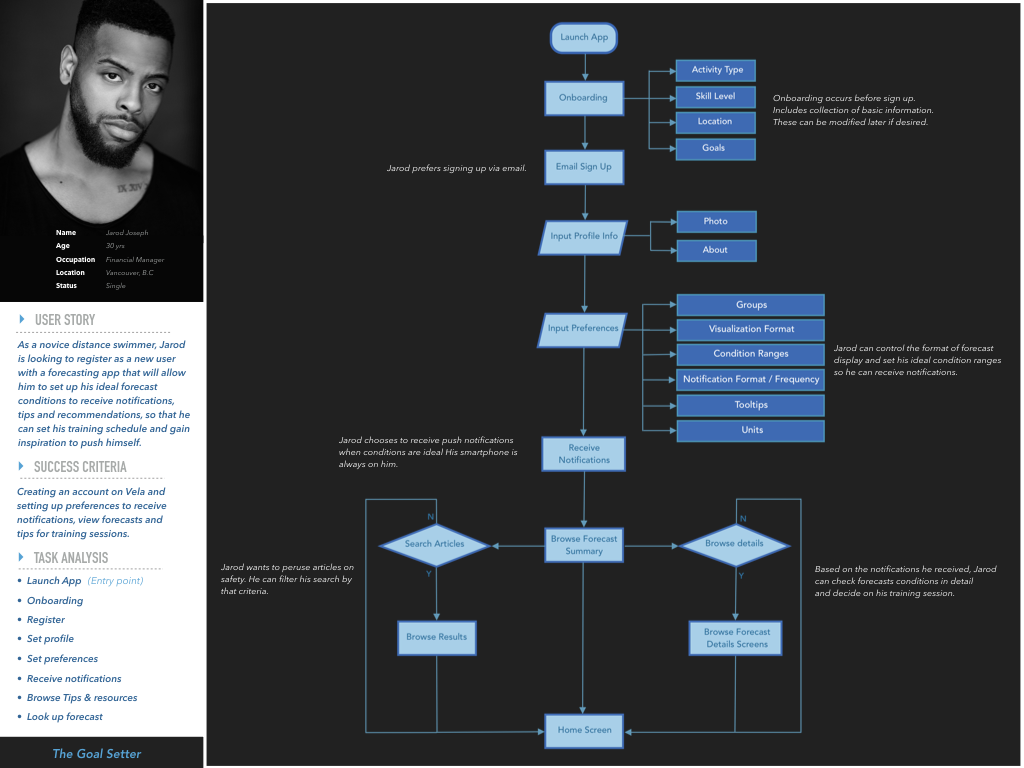 Name Jarod Joseph
Age 30 yrs
Occupation Financial Manager
Location Vancouver, B.C
Status Single
USER STORY
As a novice distance swimmer, Jarod
is looking to register as a new user
with a forecasting app that will allow
him to set up his ideal forecast
conditions to receive notifications,
tips and recommendations, so that he
can set his training schedule and gain
inspiration to push himself.
SUCCESS CRITERIA
Creating an account on Vela and
setting up preferences to receive
notifications, view forecasts and
tips for training sessions.
TASK ANALYSIS
• Launch App (Entry point)
• Onboarding
• Register
• Set profile
• Set preferences
• Receive notifications
• Browse Tips & resources
• Look up forecast
The Goal Setter
Launch App
Onboarding
Activity Type
Skill Level
Location
Goals
Onboarding occurs before sign up.
Includes collection of basic information.
These can be modified later if desired.
Jarod prefers signing up via email.
Email Sign Up
Input Profile Info
Photo
About
Input Preferences
Groups
Visualization Format
Condition Ranges
Notification Format / Frequency
Tooltips
Units
Jarod can control the format of forecast
display and set his ideal condition ranges
so he can receive notifications.
Jarod chooses to receive push notifications
when conditions are ideal His smartphone is
always on him.
Receive
Notifications
Browse Forecast
Summary
N
Search Articles
Y
N
Browse details
Y
Jarod wants to peruse articles on
safety. He can filter his search by
that criteria.
Based on the notifications he received, Jarod
can check forecasts conditions in detail
and decide on his training session.
Browse Results
Browse Forecast
Details Screens
Home Screen